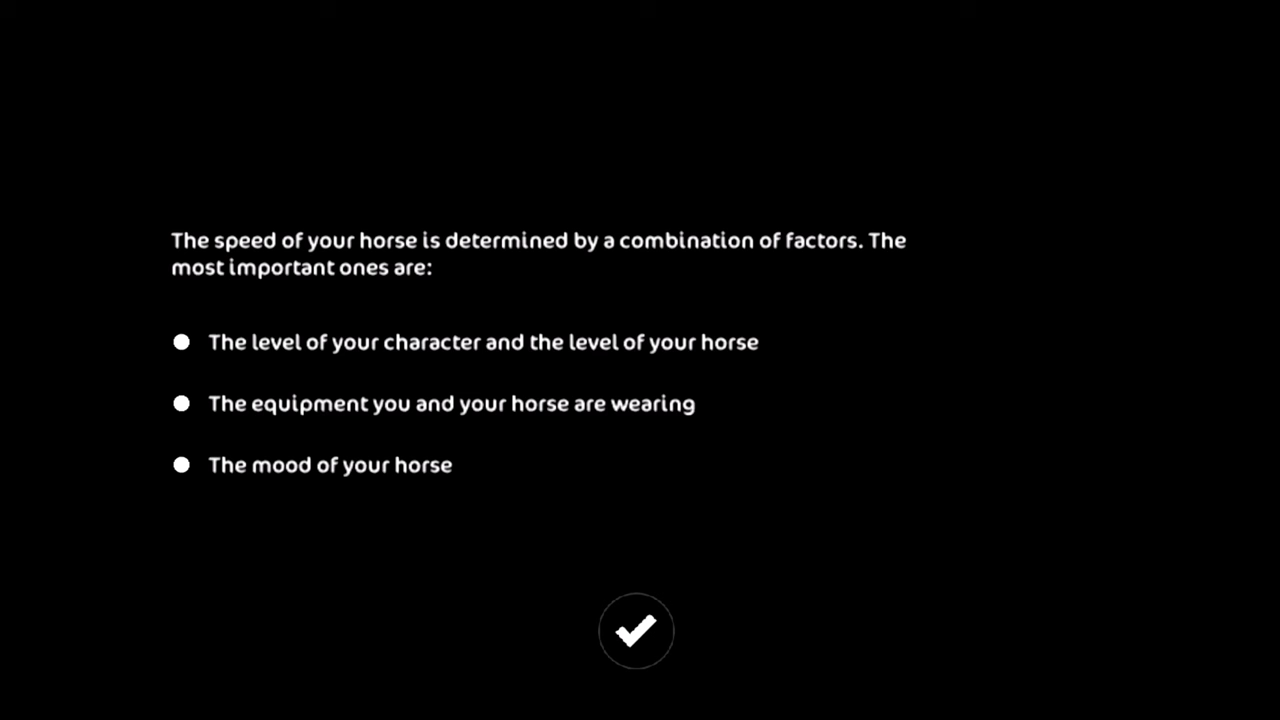 The speed of your horse is determined by a combination of factors. The
most important ones are:
The level of your character and the level of your horse
The equipment you and your horse are wearing
The mood of your horse